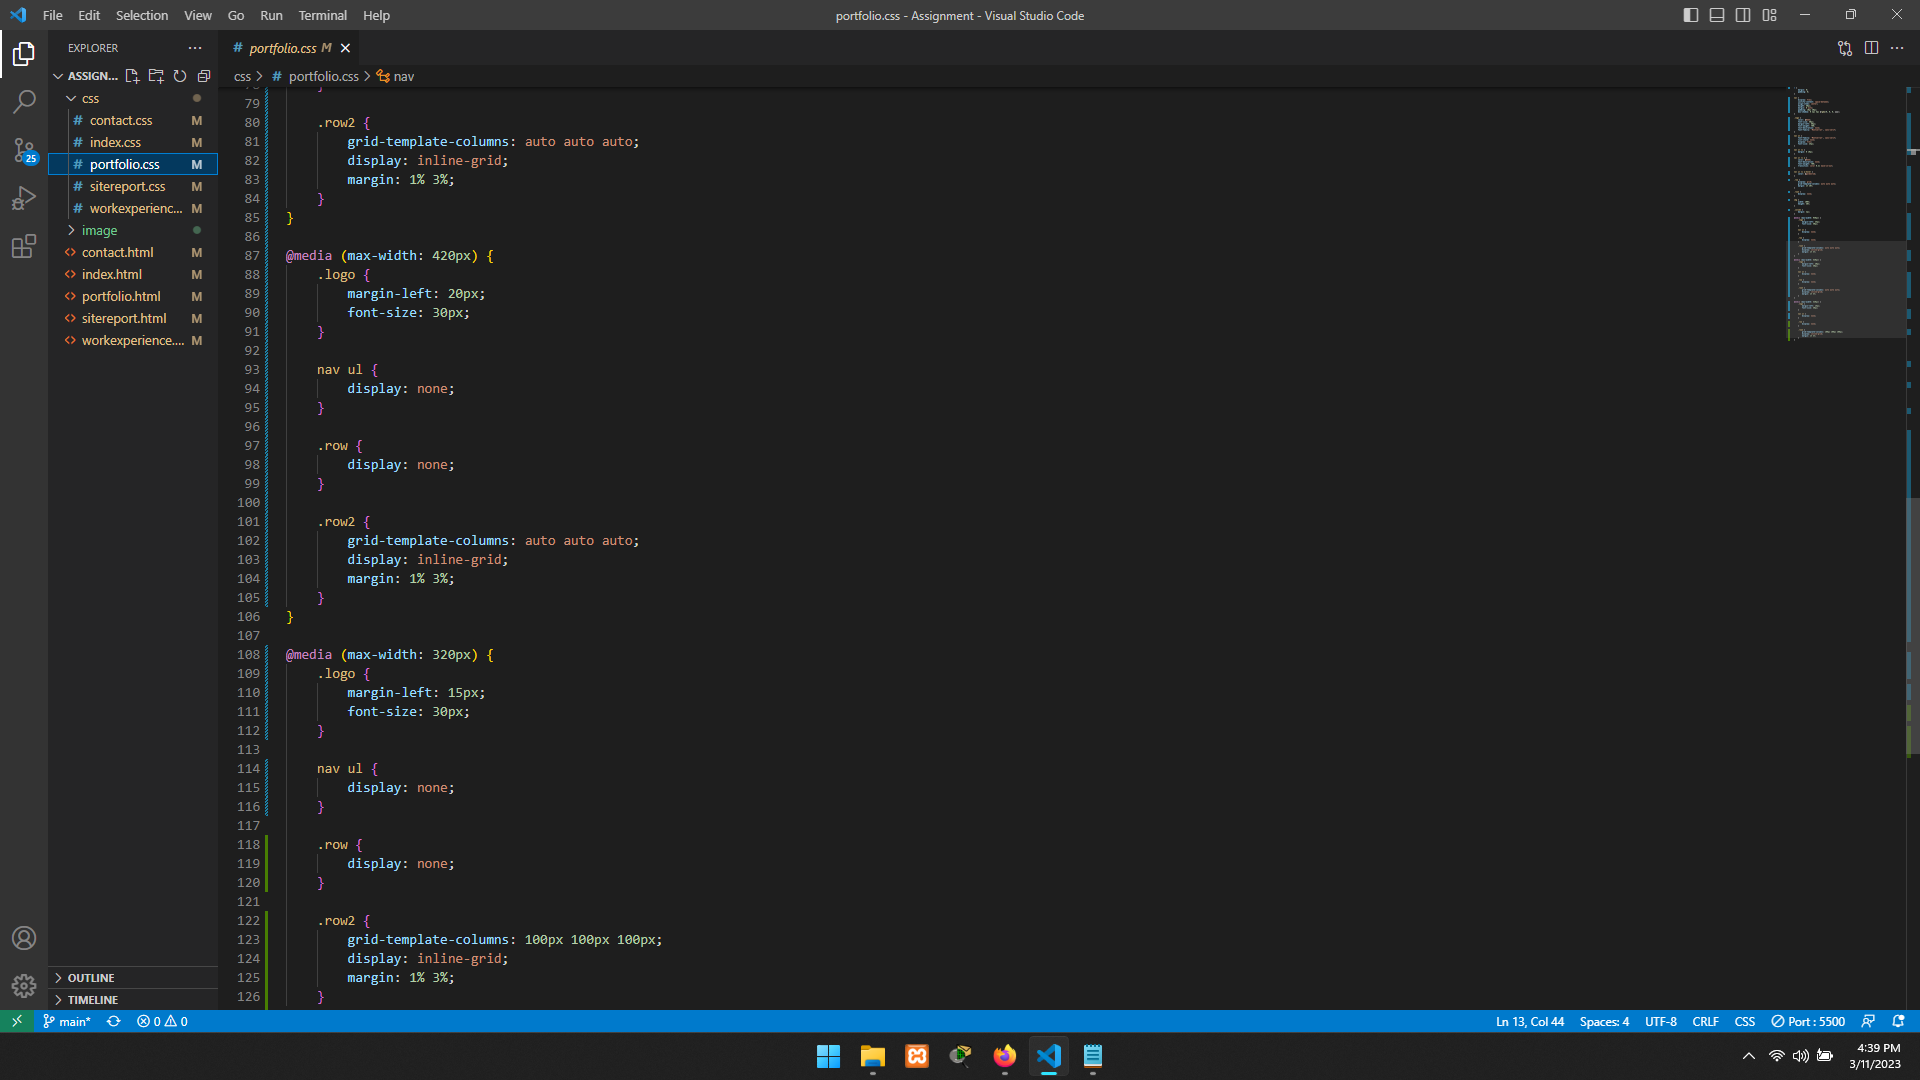 File Edit Selection View Go Run Terminal Help
portfolio.css - Assignment - Visual Studio Code
EXPLORER
ASSIGN...
css
# contact.css M
# index.css M
# portfolio.css M
# sitereport.css M
# workexperienc... M
image
<> contact.html M
<> index.html M
<> portfolio.html M
<> sitereport.html M
<> workexperience.... M
OUTLINE
TIMELINE
25
# portfolio.css M
css > # portfolio.css > nav
79
80 .row2 {
81 grid-template-columns: auto auto auto;
82 display: inline-grid;
83 margin: 1% 3%;
84 }
85 }
86
87 @media (max-width: 420px) {
88 .logo {
89 margin-left: 20px;
90 font-size: 30px;
91 }
92
93 nav ul {
94 display: none;
95 }
96
97 .row {
98 display: none;
99 }
100
101 .row2 {
102 grid-template-columns: auto auto auto;
103 display: inline-grid;
104 margin: 1% 3%;
105 }
106 }
107
108 @media (max-width: 320px) {
109 .logo {
110 margin-left: 15px;
111 font-size: 30px;
112 }
113
114 nav ul {
115 display: none;
116 }
117
118 .row {
119 display: none;
120 }
121
122 .row2 {
123 grid-template-columns: 100px 100px 100px;
124 display: inline-grid;
125 margin: 1% 3%;
126 }
main* 0 0
Ln 13, Col 44 Spaces: 4 UTF-8 CRLF CSS Port : 5500
4:39 PM
3/11/2023